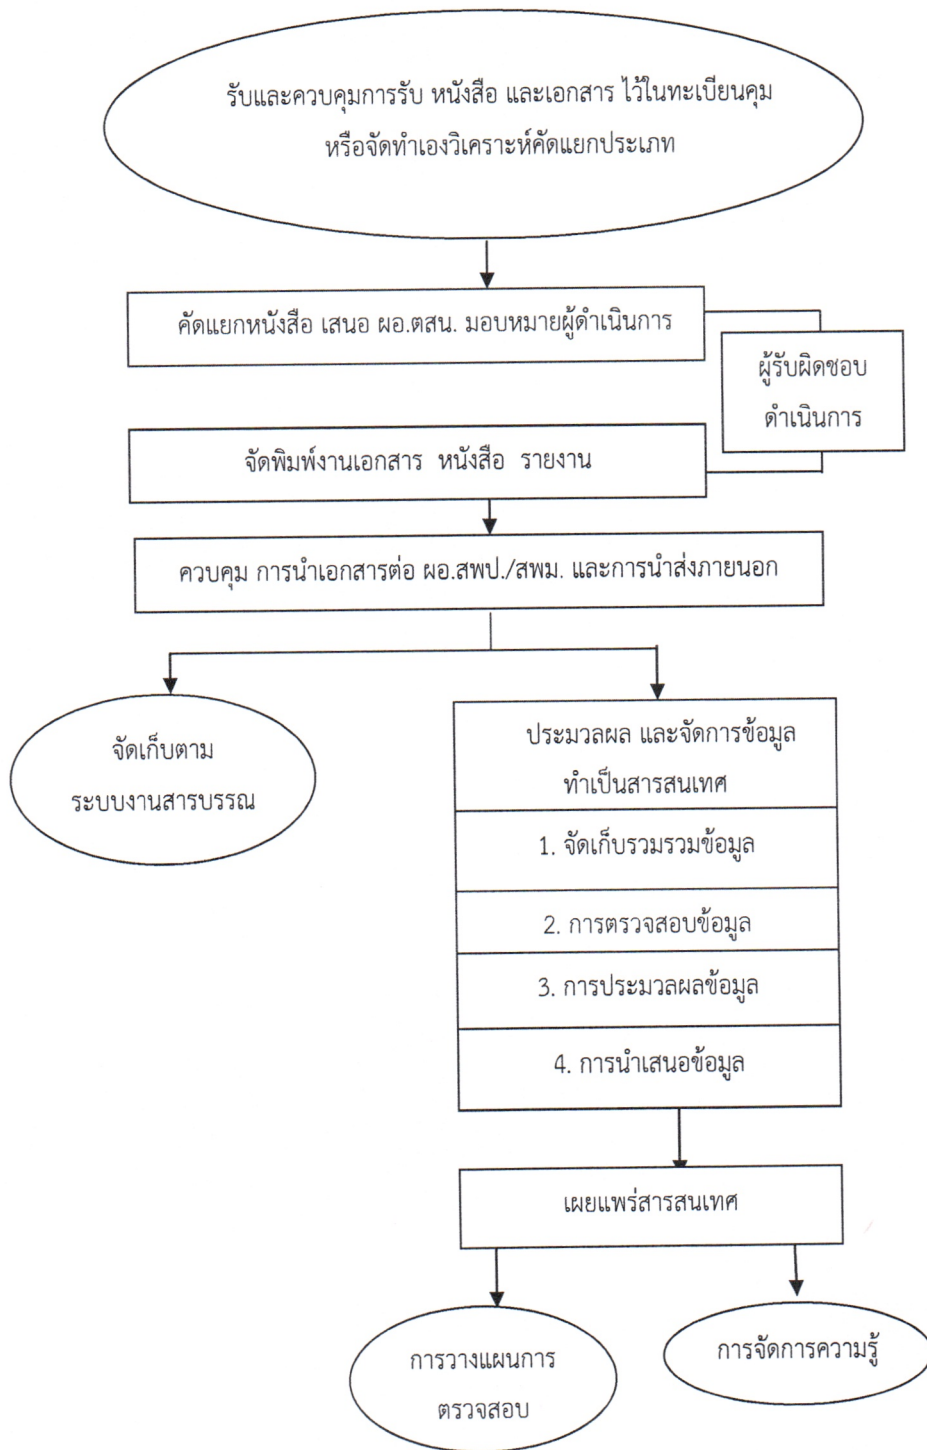 รับและควบคุมการรับ หนังสือ และเอกสาร ไว้ในทะเบียนคุม
หรือจัดทำเองวิเคราะห์คัดแยกประเภท
คัดแยกหนังสือ เสนอ ผอ.ตสน. มอบหมายผู้ดำเนินการ
ผู้รับผิดชอบ
ดำเนินการ
จัดพิมพ์งานเอกสาร หนังสือ รายงาน
ควบคุม การนำเอกสารต่อ ผอ.สพป./สพม. และการนำส่งภายนอก
จัดเก็บตาม
ระบบงานสารบรรณ
ประมวลผล และจัดการข้อมูล
ทำเป็นสารสนเทศ
1. จัดเก็บรวมรวมข้อมูล
2. การตรวจสอบข้อมูล
3. การประมวลผลข้อมูล
4. การนำเสนอข้อมูล
เผยแพร่สารสนเทศ
การวางแผนการ
ตรวจสอบ
การจัดการความรู้